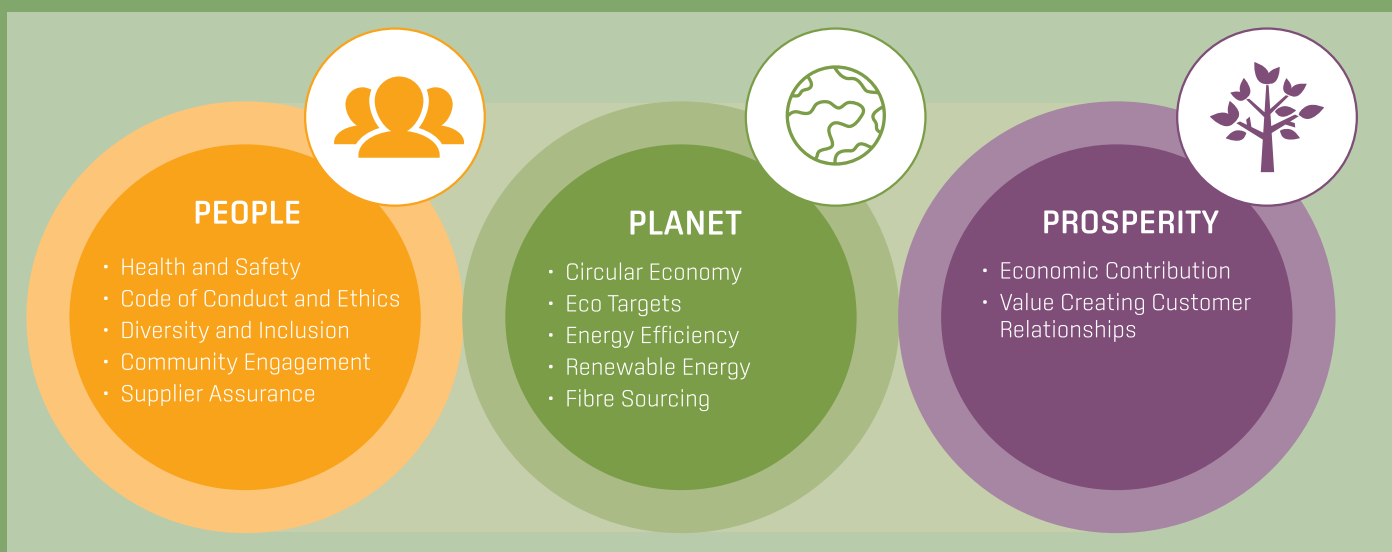 PEOPLE
• Health and Safety
• Code of Conduct and Ethics
• Diversity and Inclusion
• Community Engagement
• Supplier Assurance
PLANET
• Circular Economy
• Eco Targets
• Energy Efficiency
• Renewable Energy
• Fibre Sourcing
PROSPERITY
• Economic Contribution
• Value Creating Customer
Relationships